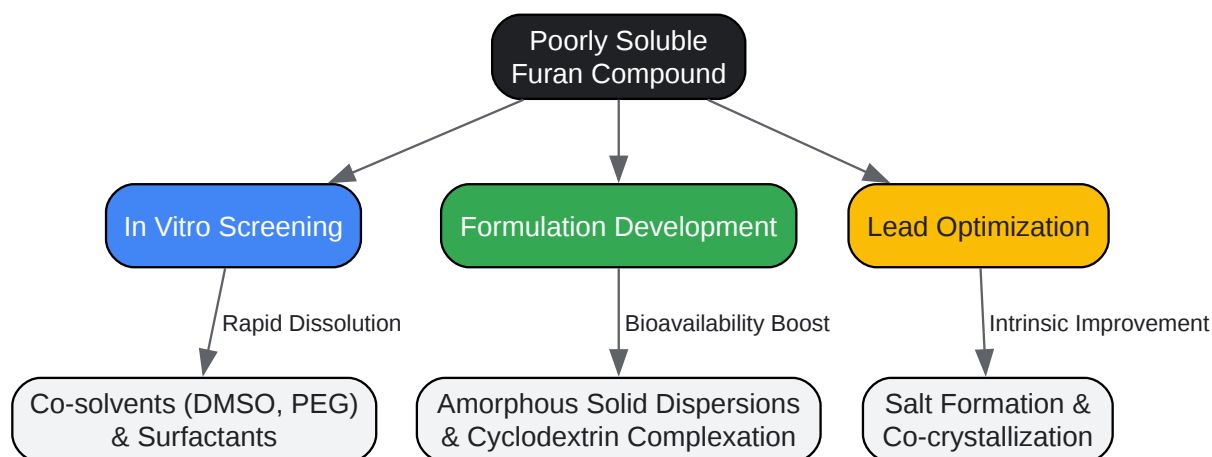 Poorly Soluble
Furan Compound
In Vitro Screening
Formulation Development
Lead Optimization
Rapid Dissolution
Bioavailability Boost
Intrinsic Improvement
Co-solvents (DMSO, PEG)
& Surfactants
Amorphous Solid Dispersions
& Cyclodextrin Complexation
Salt Formation &
Co-crystallization